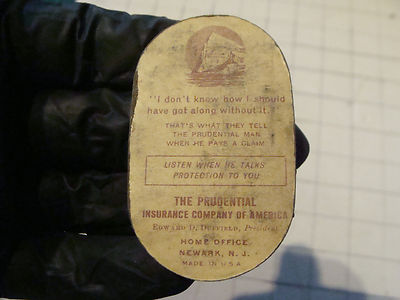 "I don't know how I should
have got along without it."
THAT'S WHAT THEY TELL
THE PRUDENTIAL MAN
WHEN HE PAYS A CLAIM
LISTEN WHEN HE TALKS
PROTECTION TO YOU
THE PRUDENTIAL
INSURANCE COMPANY OF AMERICA
EDWARD D. DUFFIELD, President
HOME OFFICE,
NEWARK, N. J.
MADE IN U.S.A.